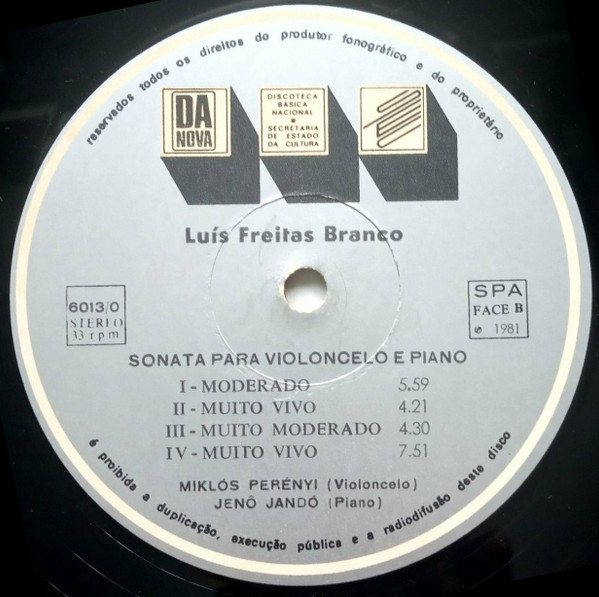 reservados todos os direitos do produtor fonográfico e do proprietário
DA
NOVA
DISCOTECA
BÁSICA
NACIONAL
SECRETARIA
DE ESTADO
DA CULTURA
Luís Freitas Branco
6013/0
STEREO
33 rpm
SPA
FACE B
℗ 1981
SONATA PARA VIOLONCELO E PIANO
I - MODERADO 5.59
II - MUITO VIVO 4.21
III - MUITO MODERADO 4.30
IV - MUITO VIVO 7.51
MIKLÓS PERÉNYI (Violoncelo)
JENÔ JANDÓ (Piano)
é proibida a duplicação, execução pública e a radiodifusão deste disco